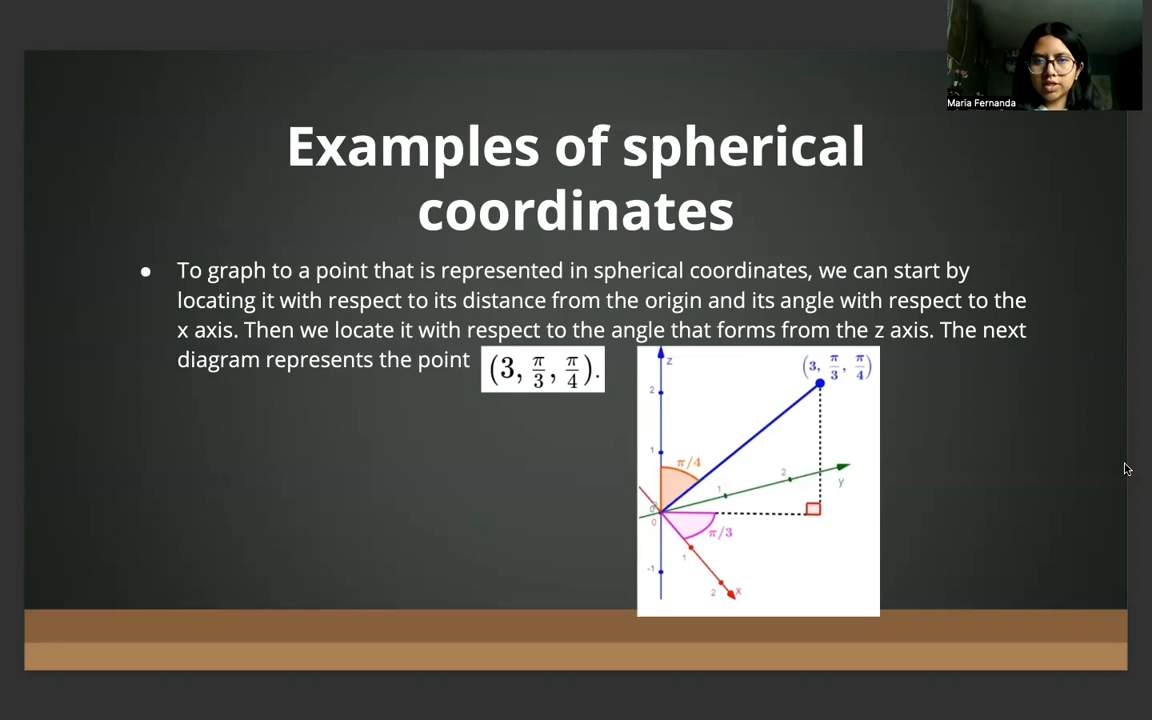 Maria Fernanda
Examples of spherical
coordinates
● To graph to a point that is represented in spherical coordinates, we can start by
locating it with respect to its distance from the origin and its angle with respect to the
x axis. Then we locate it with respect to the angle that forms from the z axis. The next
diagram represents the point (3, π/3, π/4).
z
(3, π/3, π/4)
2
1
π/4
2
y
1
0
0
π/3
1
-1
2
x